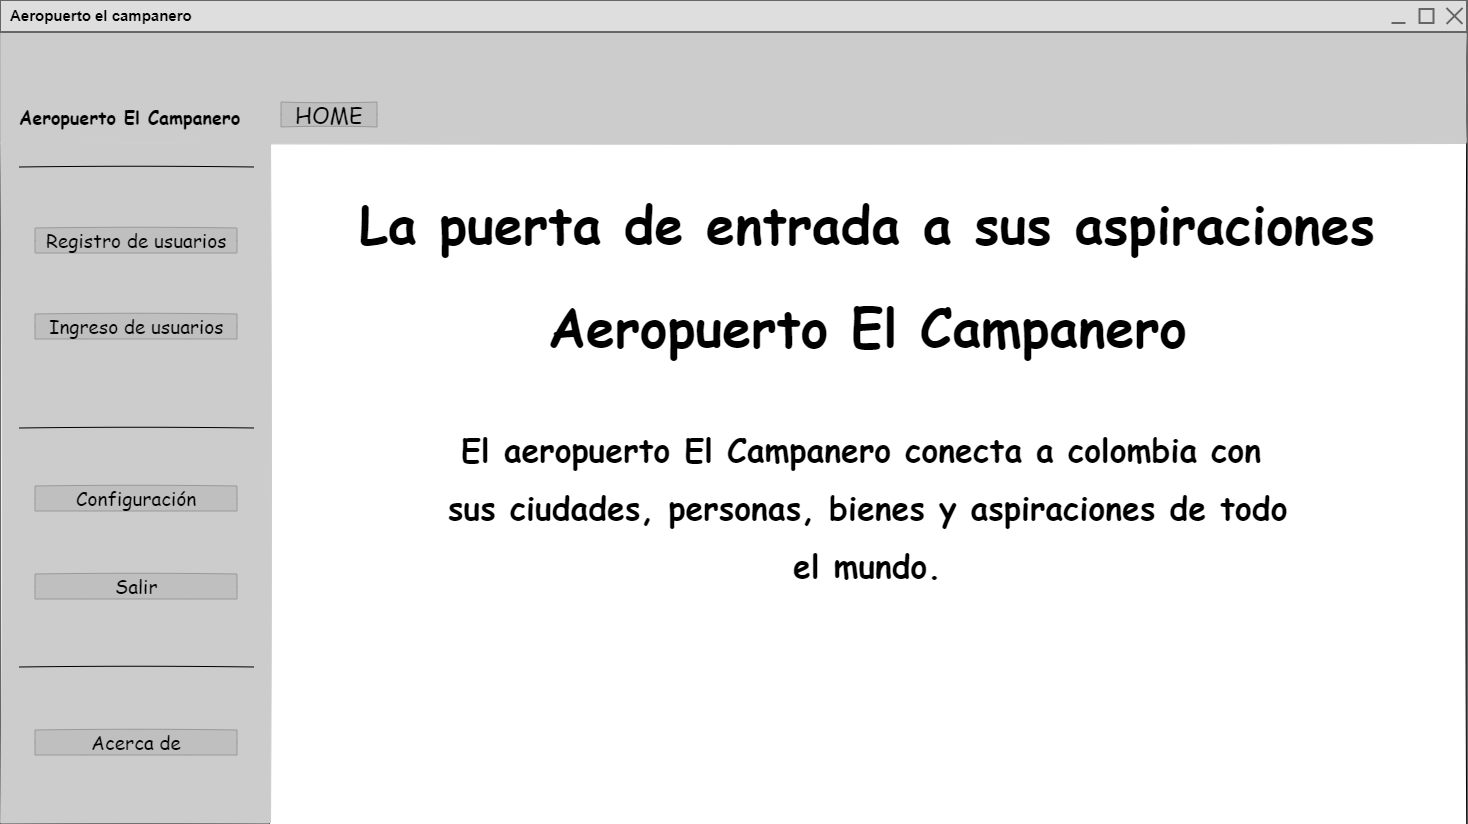 Aeropuerto el campanero
Aeropuerto El Campanero
HOME
Registro de usuarios
Ingreso de usuarios
Configuración
Salir
Acerca de
La puerta de entrada a sus aspiraciones
Aeropuerto El Campanero
El aeropuerto El Campanero conecta a colombia con
sus ciudades, personas, bienes y aspiraciones de todo
el mundo.